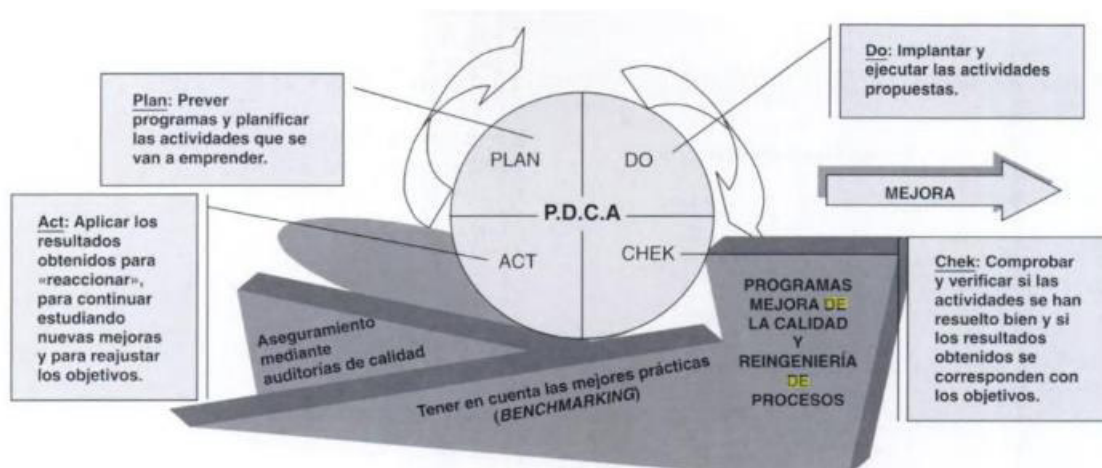 Plan: Prever
programas y planificar
las actividades que se
van a emprender.
Do: Implantar y
ejecutar las actividades
propuestas.
PLAN
DO
P.D.C.A
ACT
CHEK
MEJORA
Act: Aplicar los
resultados
obtenidos para
«reaccionar»,
para continuar
estudiando
nuevas mejoras
y para reajustar
los objetivos.
Aseguramiento
mediante
auditorías de calidad
Tener en cuenta las mejores prácticas
(BENCHMARKING)
PROGRAMAS
MEJORA DE
LA CALIDAD
Y
REINGENIERÍA
DE
PROCESOS
Chek: Comprobar
y verificar si las
actividades se han
resuelto bien y si
los resultados
obtenidos se
corresponden con
los objetivos.